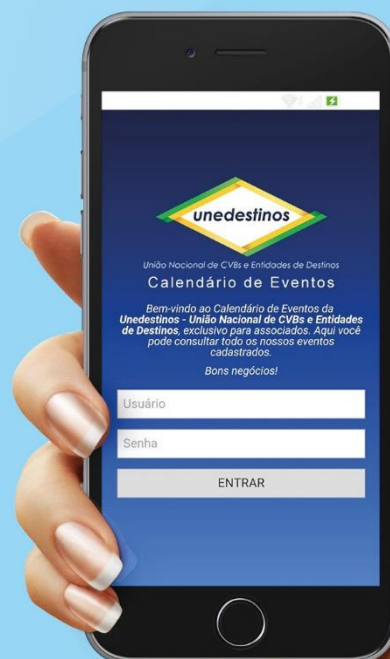 unedestinos
União Nacional de CVBs e Entidades de Destinos
Calendário de Eventos
Bem-vindo ao Calendário de Eventos da
Unedestinos - União Nacional de CVBs e Entidades
de Destinos, exclusivo para associados. Aqui você
pode consultar todo os nossos eventos
cadastrados.
Bons negócios!
Usuário
Senha
ENTRAR